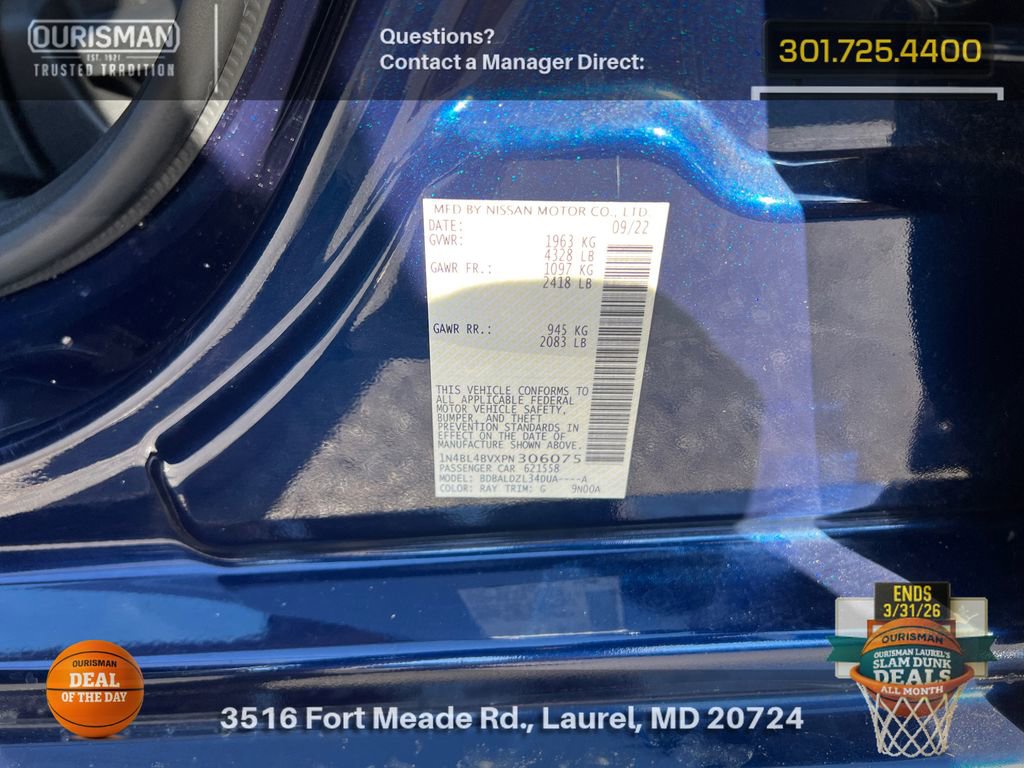 OURISMAN
EST. 1921
TRUSTED TRADITION
Questions?
Contact a Manager Direct:
301.725.4400
MFD BY NISSAN MOTOR CO., LTD.
DATE: 09/22
GVWR: 1963 KG
4328 LB
GAWR FR.: 1097 KG
2418 LB
GAWR RR.: 945 KG
2083 LB
THIS VEHICLE CONFORMS TO
ALL APPLICABLE FEDERAL
MOTOR VEHICLE SAFETY,
BUMPER, AND THEFT
PREVENTION STANDARDS IN
EFFECT ON THE DATE OF
MANUFACTURE SHOWN ABOVE.
1N4BL4BVXPN306075
PASSENGER CAR 621558
MODEL: BDBALDZL34DUA----A
COLOR: RAY TRIM: G 9N00A
OURISMAN
DEAL
OF THE DAY
3516 Fort Meade Rd., Laurel, MD 20724
ENDS
3/31/26
OURISMAN
OURISMAN LAUREL'S
SLAM DUNK
DEALS
ALL MONTH